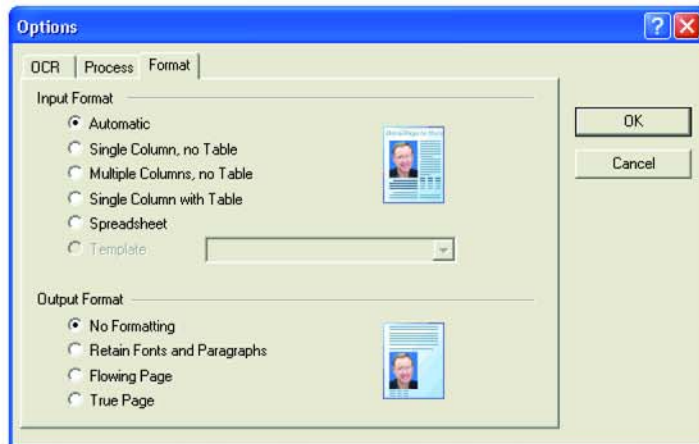 Options
OCR Process Format
Input Format
Automatic
Single Column, no Table
Multiple Columns, no Table
Single Column with Table
Spreadsheet
Template
Output Format
No Formatting
Retain Fonts and Paragraphs
Flowing Page
True Page
OK
Cancel